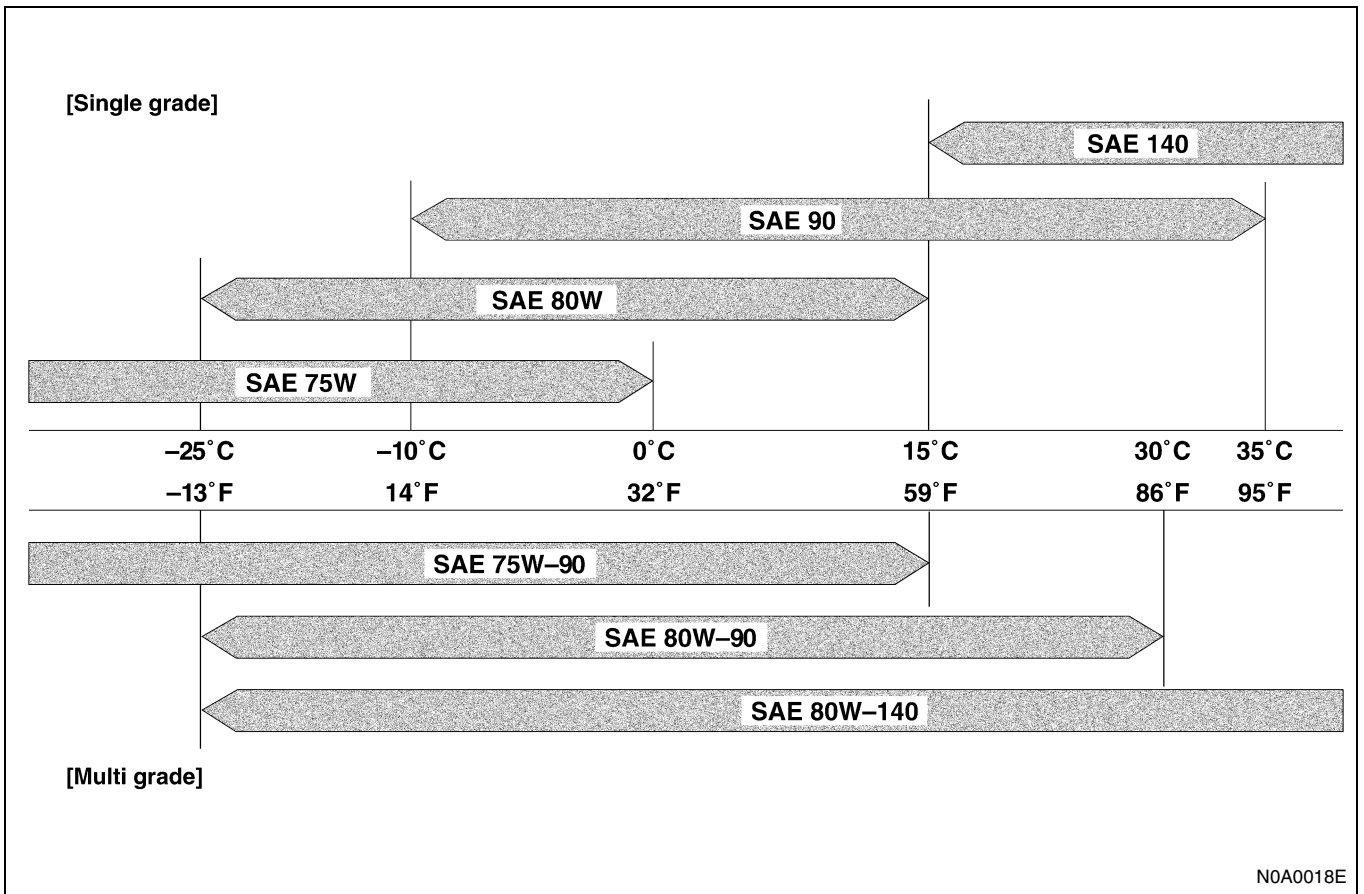 [Single grade]
SAE 140
SAE 90
SAE 80W
SAE 75W
–25˚C –10˚C 0˚C 15˚C 30˚C 35˚C
–13˚F 14˚F 32˚F 59˚F 86˚F 95˚F
SAE 75W–90
SAE 80W–90
SAE 80W–140
[Multi grade]
N0A0018E